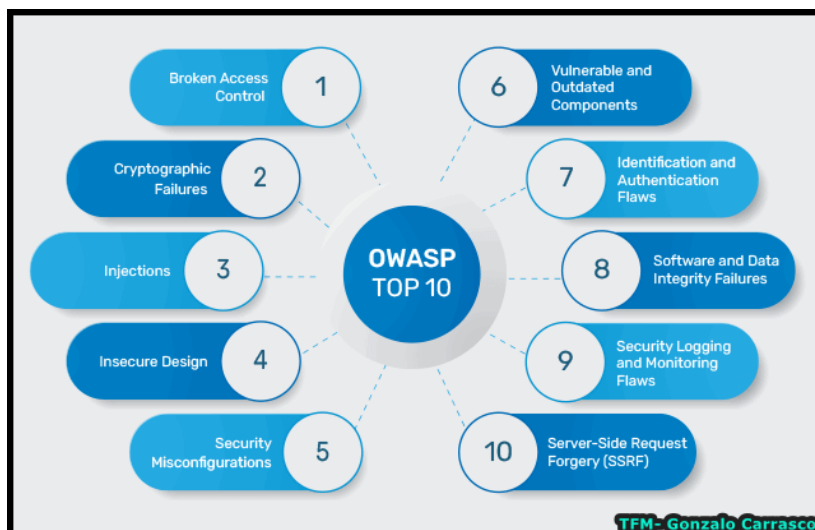 Broken Access
Control
1
Cryptographic
Failures
2
Injections
3
Insecure Design
4
Security
Misconfigurations
5
OWASP
TOP 10
6
Vulnerable and
Outdated
Components
7
Identification and
Authentication
Flaws
8
Software and Data
Integrity Failures
9
Security Logging
and Monitoring
Flaws
10
Server-Side Request
Forgery (SSRF)
TFM- Gonzalo Carrasco